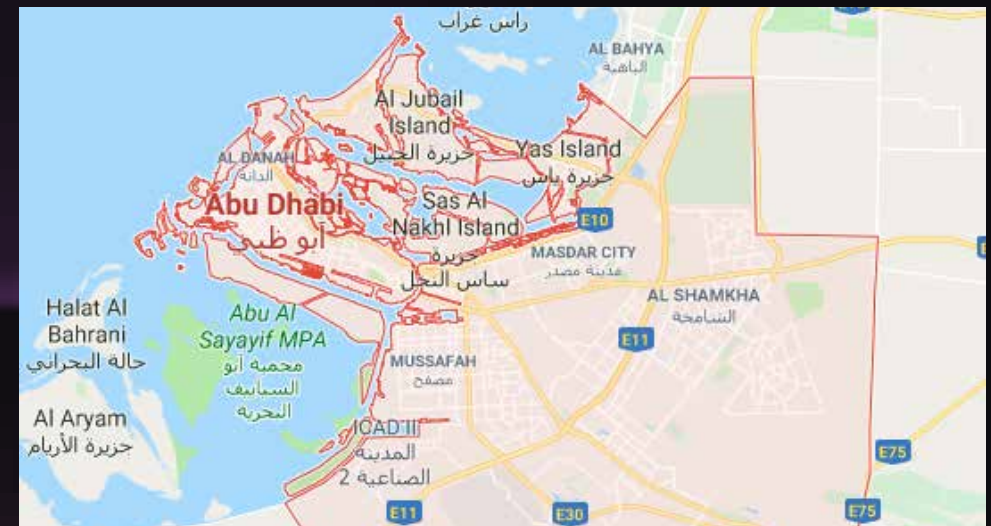 راس غراب
AL BAHYA
الباهية
Al Jubail
Island
جزيرة الجبيل
Yas Island
جزيرة ياس
AL DANAH
الدانة
Abu Dhabi
أبو ظبي
Sas Al
Nakhl Island
جزيرة
ساس النخل
E10
MASDAR CITY
مدينة مصدر
AL SHAMKHA
الشامخة
Halat Al
Bahrani
حالة البحراني
Abu Al
Sayayif MPA
محمية أبو
السياييف
البحرية
E11
MUSSAFAH
مصفح
Al Aryam
جزيرة الأريام
ICAD II
المدينة
الصناعية 2
E75
E11
E30
E75